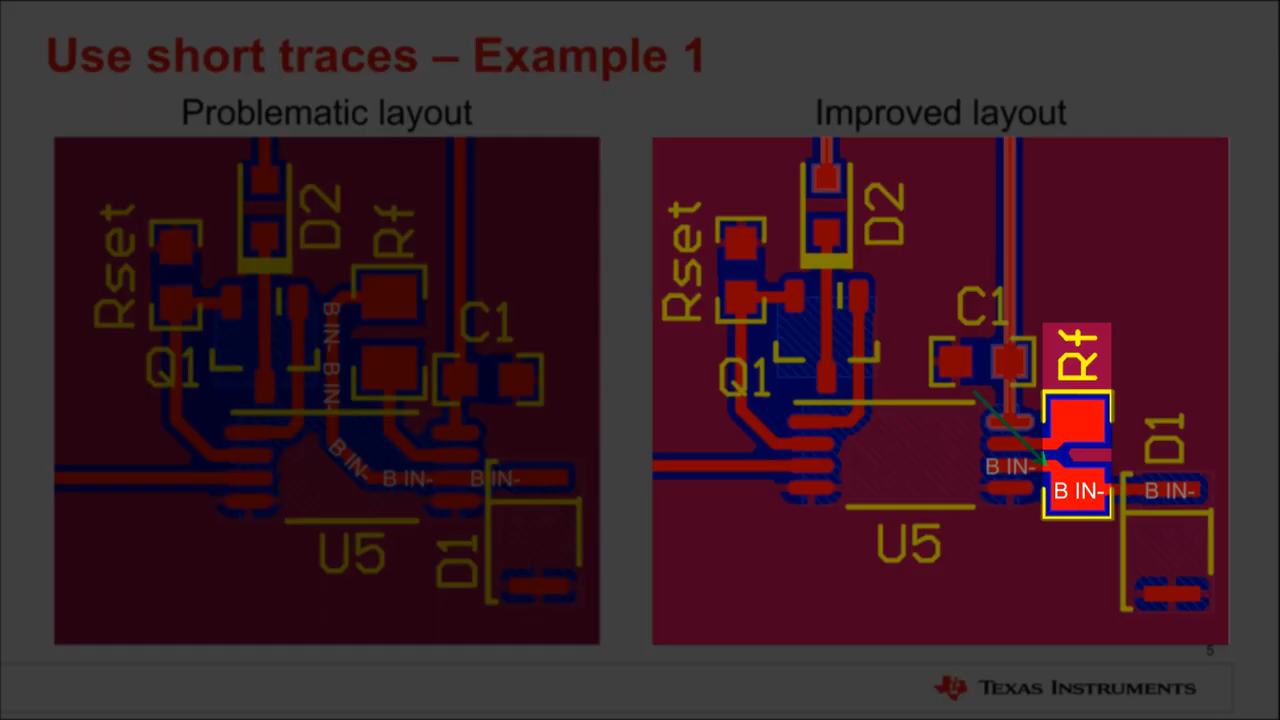 Use short traces – Example 1
Problematic layout
Rset
D2
Rf
C1
Q1
B IN-
B IN-
B IN-
B IN-
B IN-
U5
D1
Improved layout
Rset
D2
C1
Rf
Q1
D1
B IN-
B IN-
B IN-
U5
5
TEXAS INSTRUMENTS